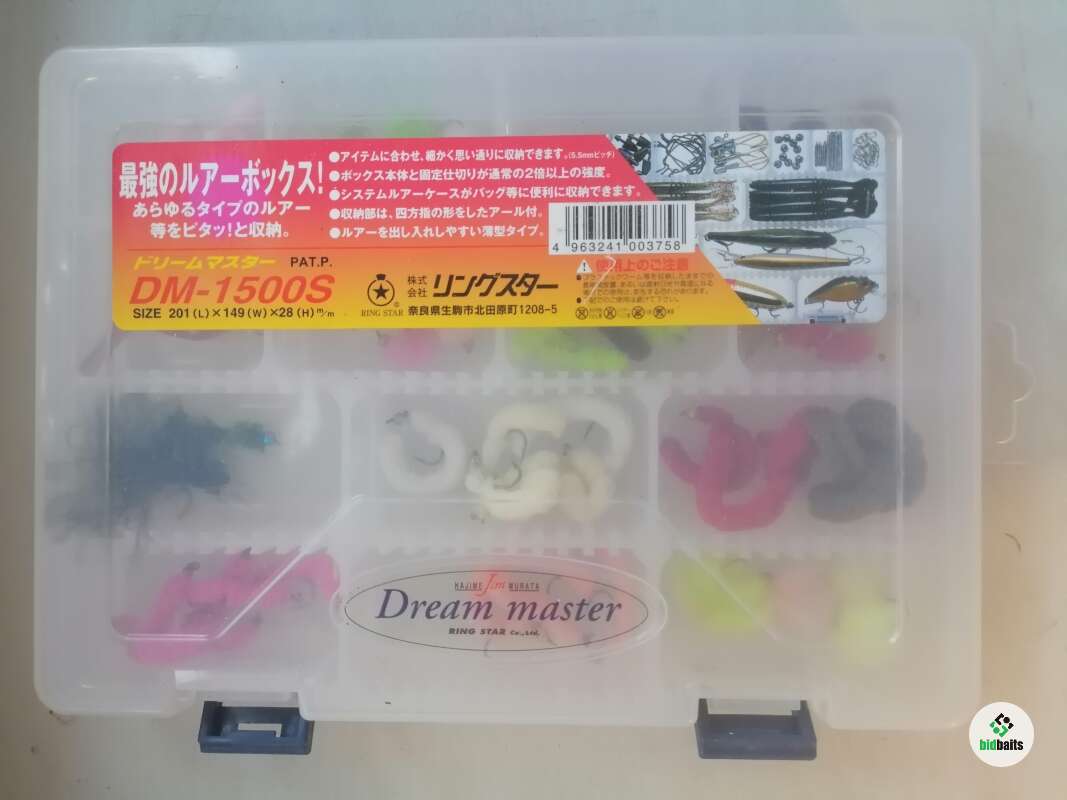 最強のルアーボックス!
あらゆるタイプのルアー
等をピタッ!と収納。
●アイテムに合わせ、細かく思い通りに収納できます。(5.5mmピッチ)
●ボックス本体と固定仕切りが通常の2倍以上の強度。
●システムルアーケースがバッグ等に便利に収納できます。
●収納部は、四方指の形をしたアール付。
●ルアーを出し入れしやすい薄型タイプ。
4 963241 003758
ドリームマスター PAT.P.
DM-1500S
SIZE 201(L)×149(W)×28(H)m/m
RING STAR
株式会社 リングスター
奈良県生駒市北田原町1208-5
使用上のご注意
HAJIME Jim MURATA
Dream master
RING STAR Co.,Ltd.
bidbaits